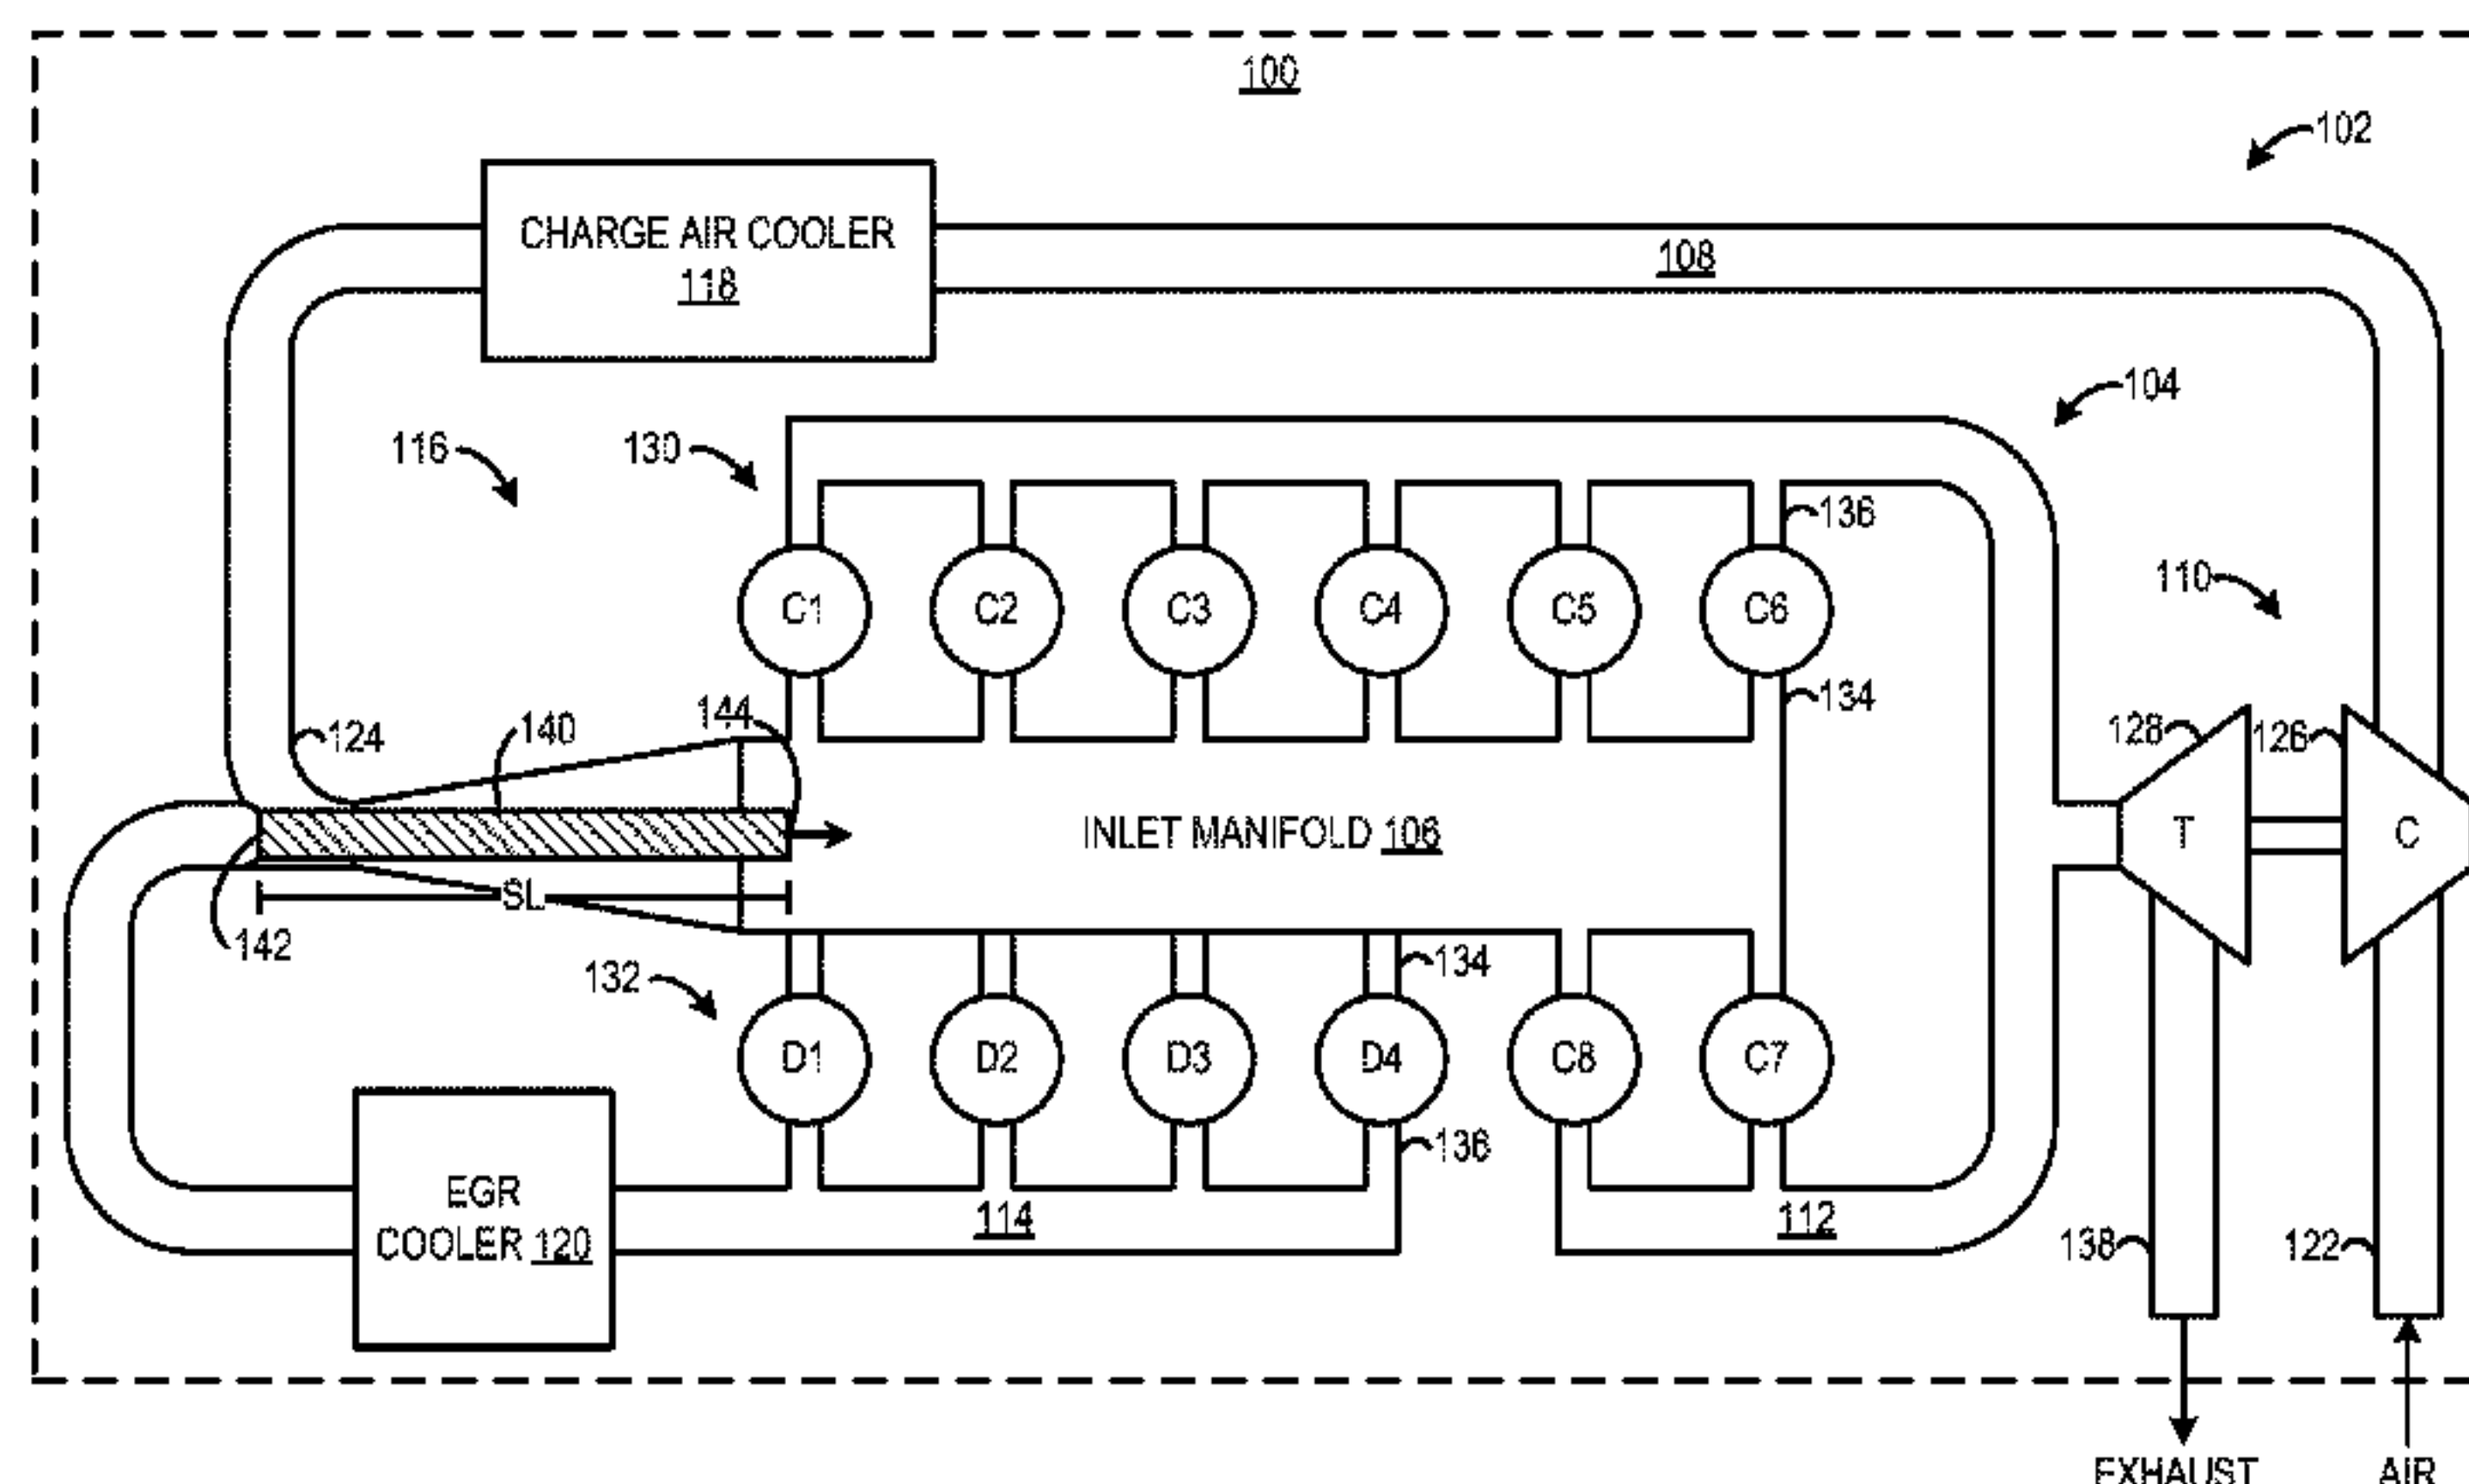 100
102
CHARGE AIR COOLER
118
108
104
116
130
136
110
C1 C2 C3 C4 C5 C6
134
144
124
140
128
126
INLET MANIFOLD 106
T
C
SL
142
132
134
D1 D2 D3 D4 C8 C7
136
EGR
COOLER 120
114
112
138
122
EXHAUST
AIR